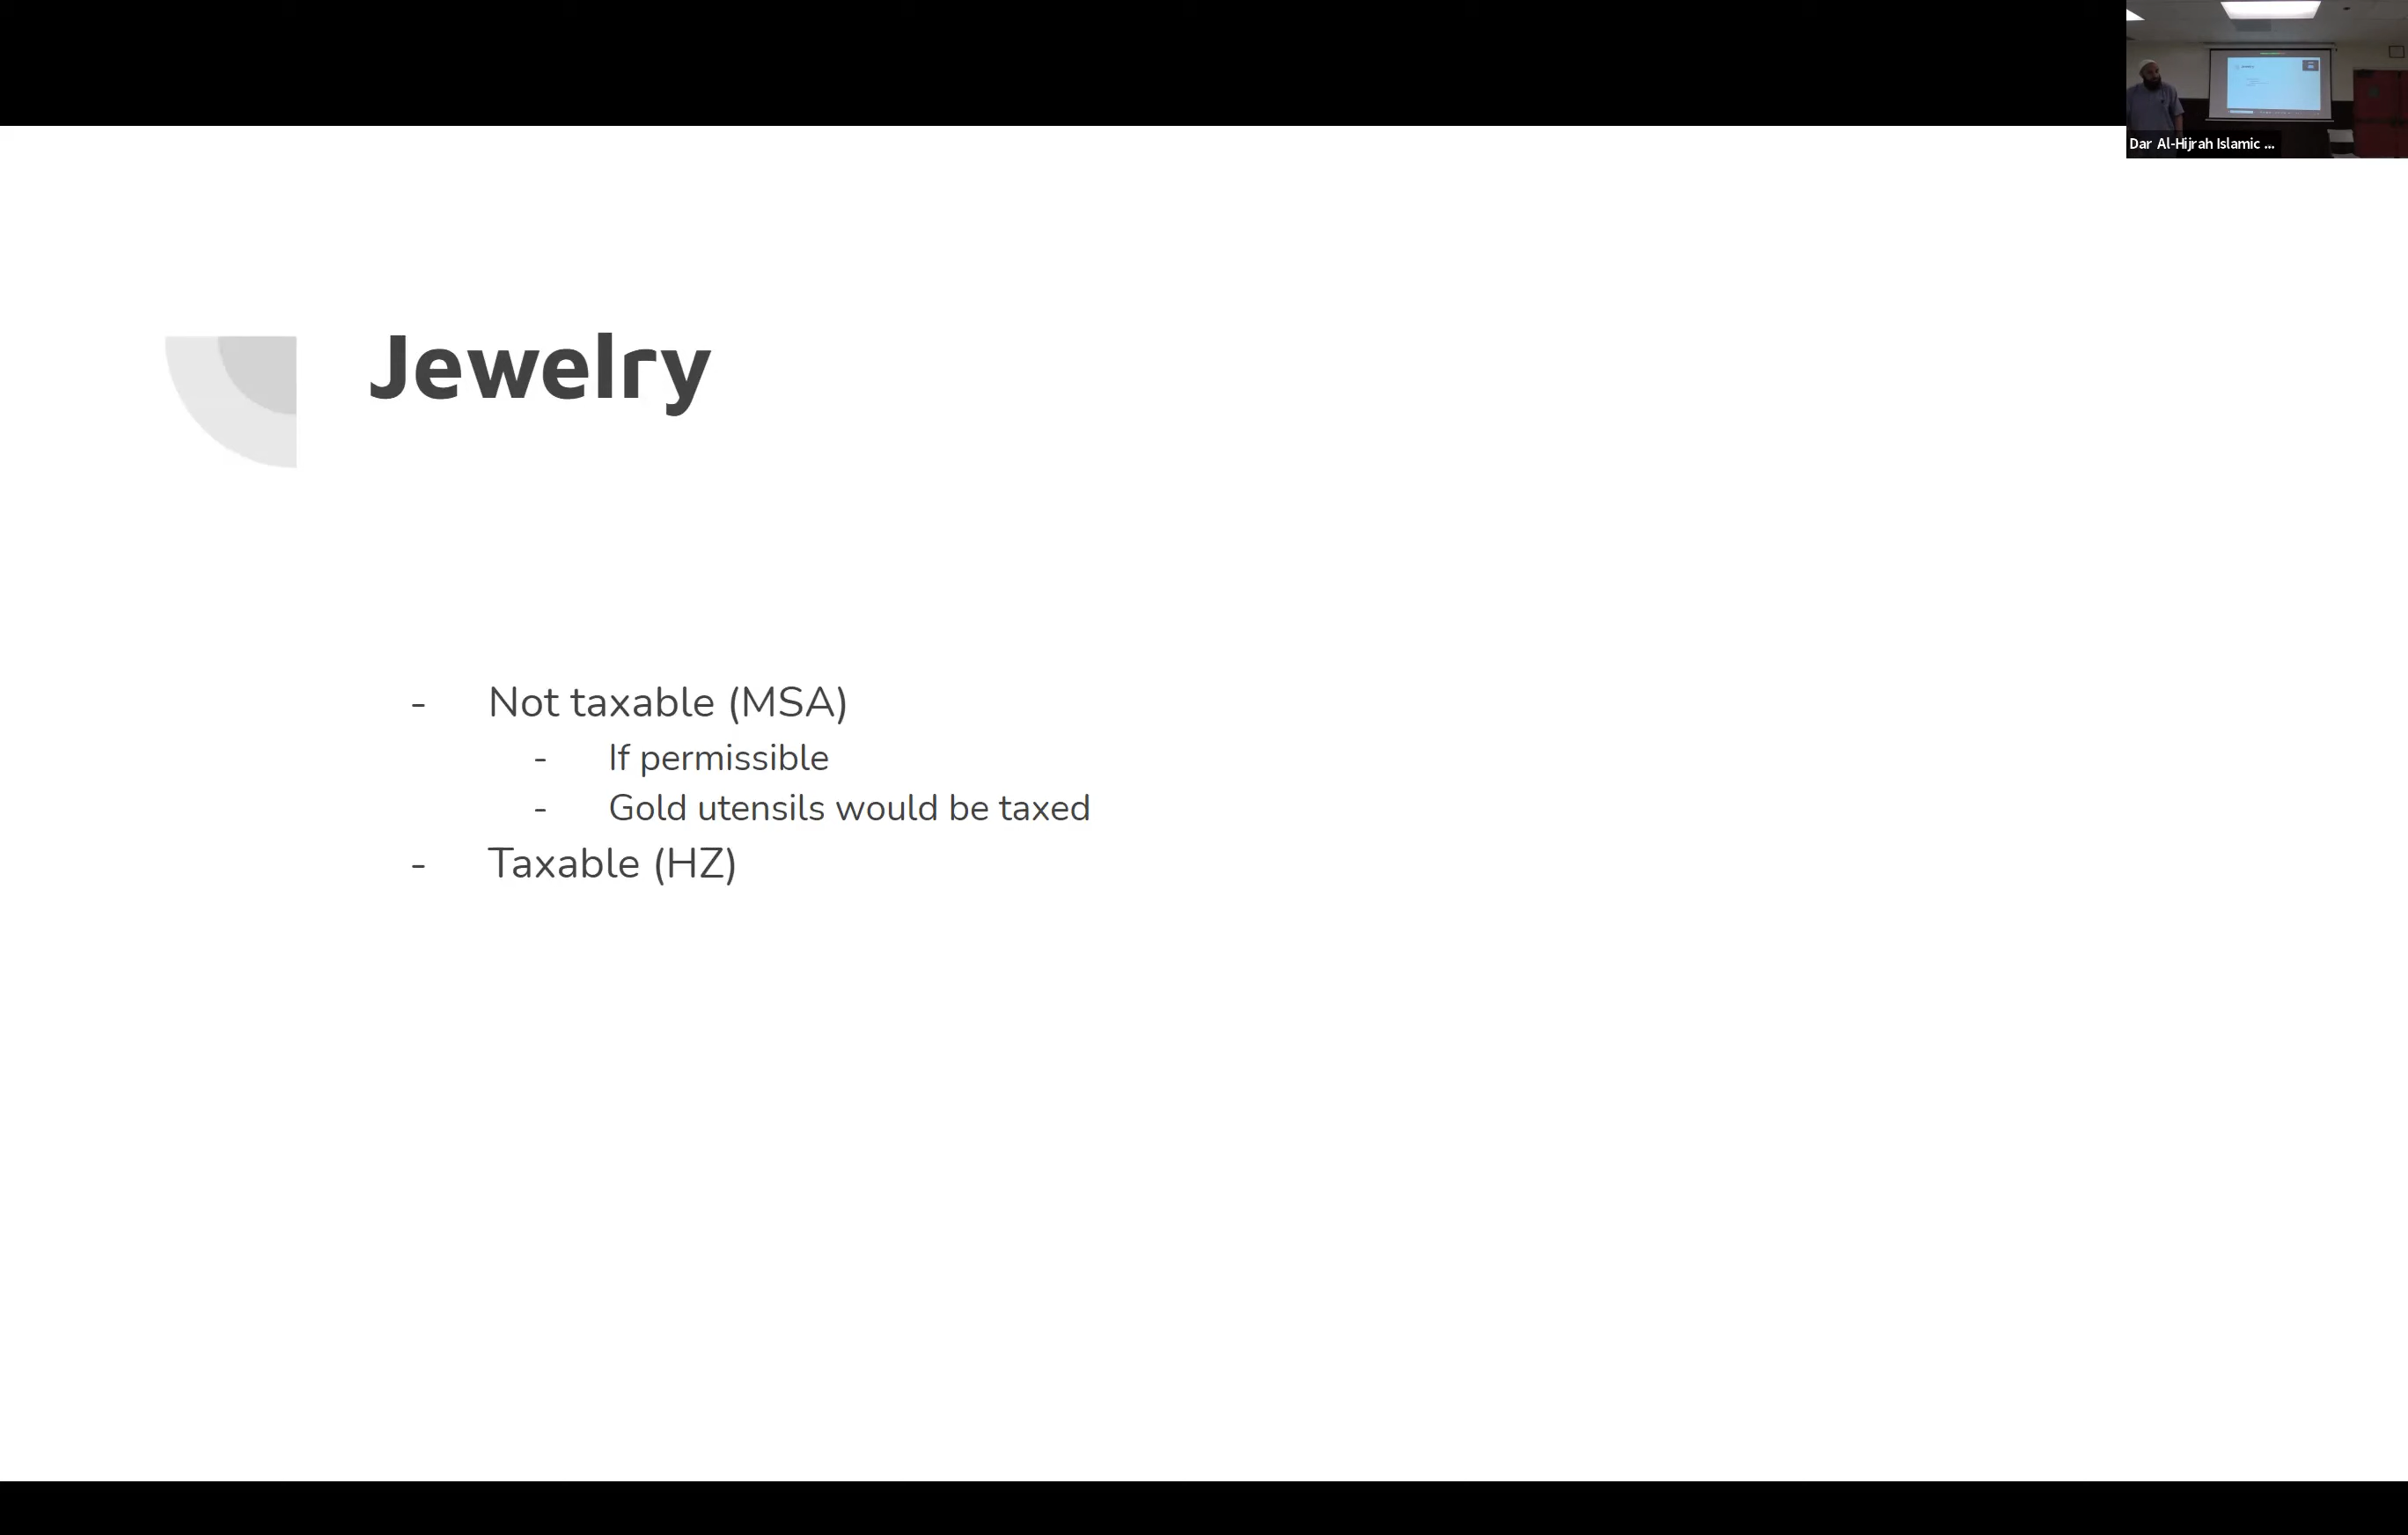 Dar Al-Hijrah Islamic ...
Jewelry
- Not taxable (MSA)
- If permissible
- Gold utensils would be taxed
- Taxable (HZ)